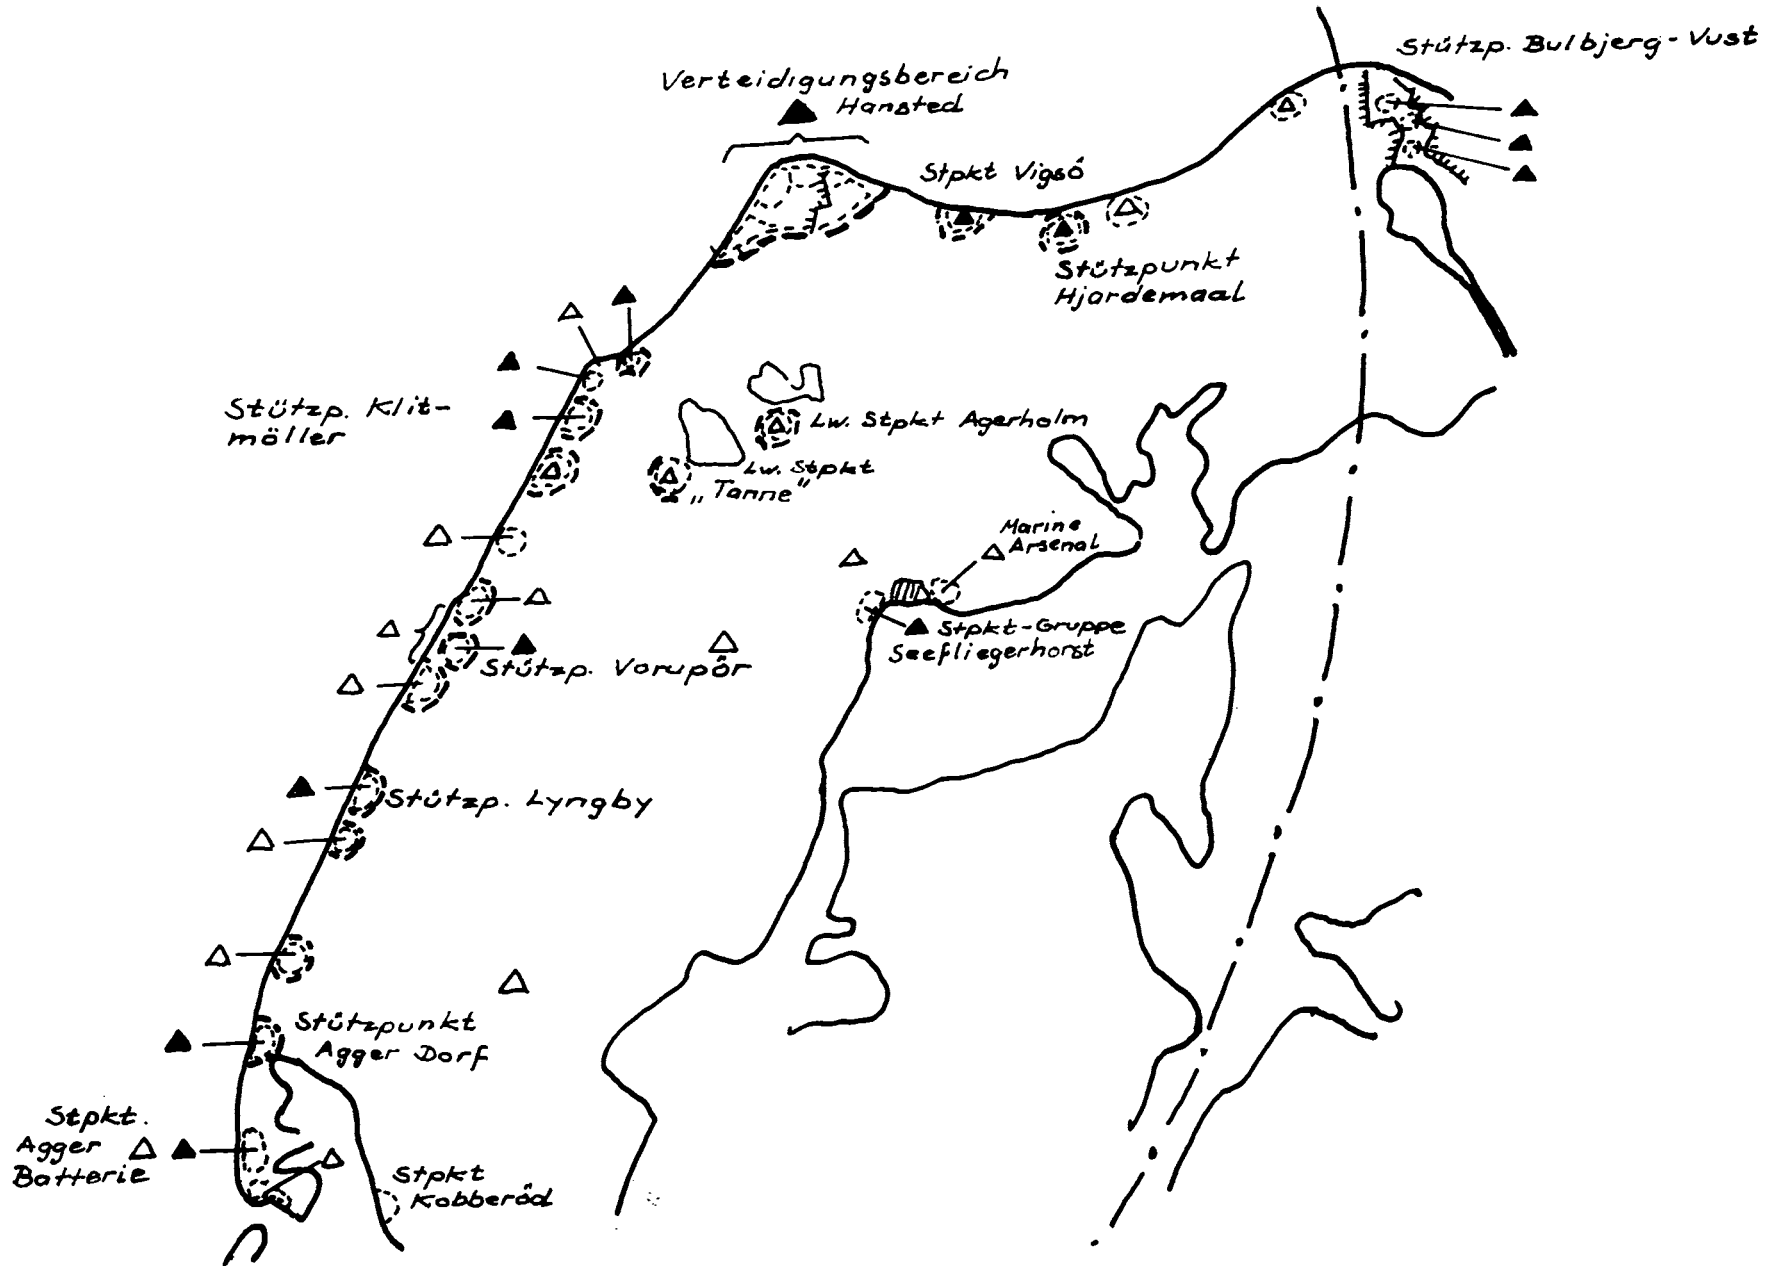 Stützp. Bulbjerg-Vust
Verteidigungsbereich
Hansted
Stpkt Vigsö
Stützpunkt
Hjardemaal
Stützp. Klit-
möller
Lw. Stpkt Agerholm
Lw. Stpkt
„Tanne"
Marine
Arsenal
Stpkt-Gruppe
Seefliegerhorst
Stützp. Vorupör
Stützp. Lyngby
Stützpunkt
Agger Dorf
Stpkt.
Agger
Batterie
Stpkt
Kobberöd